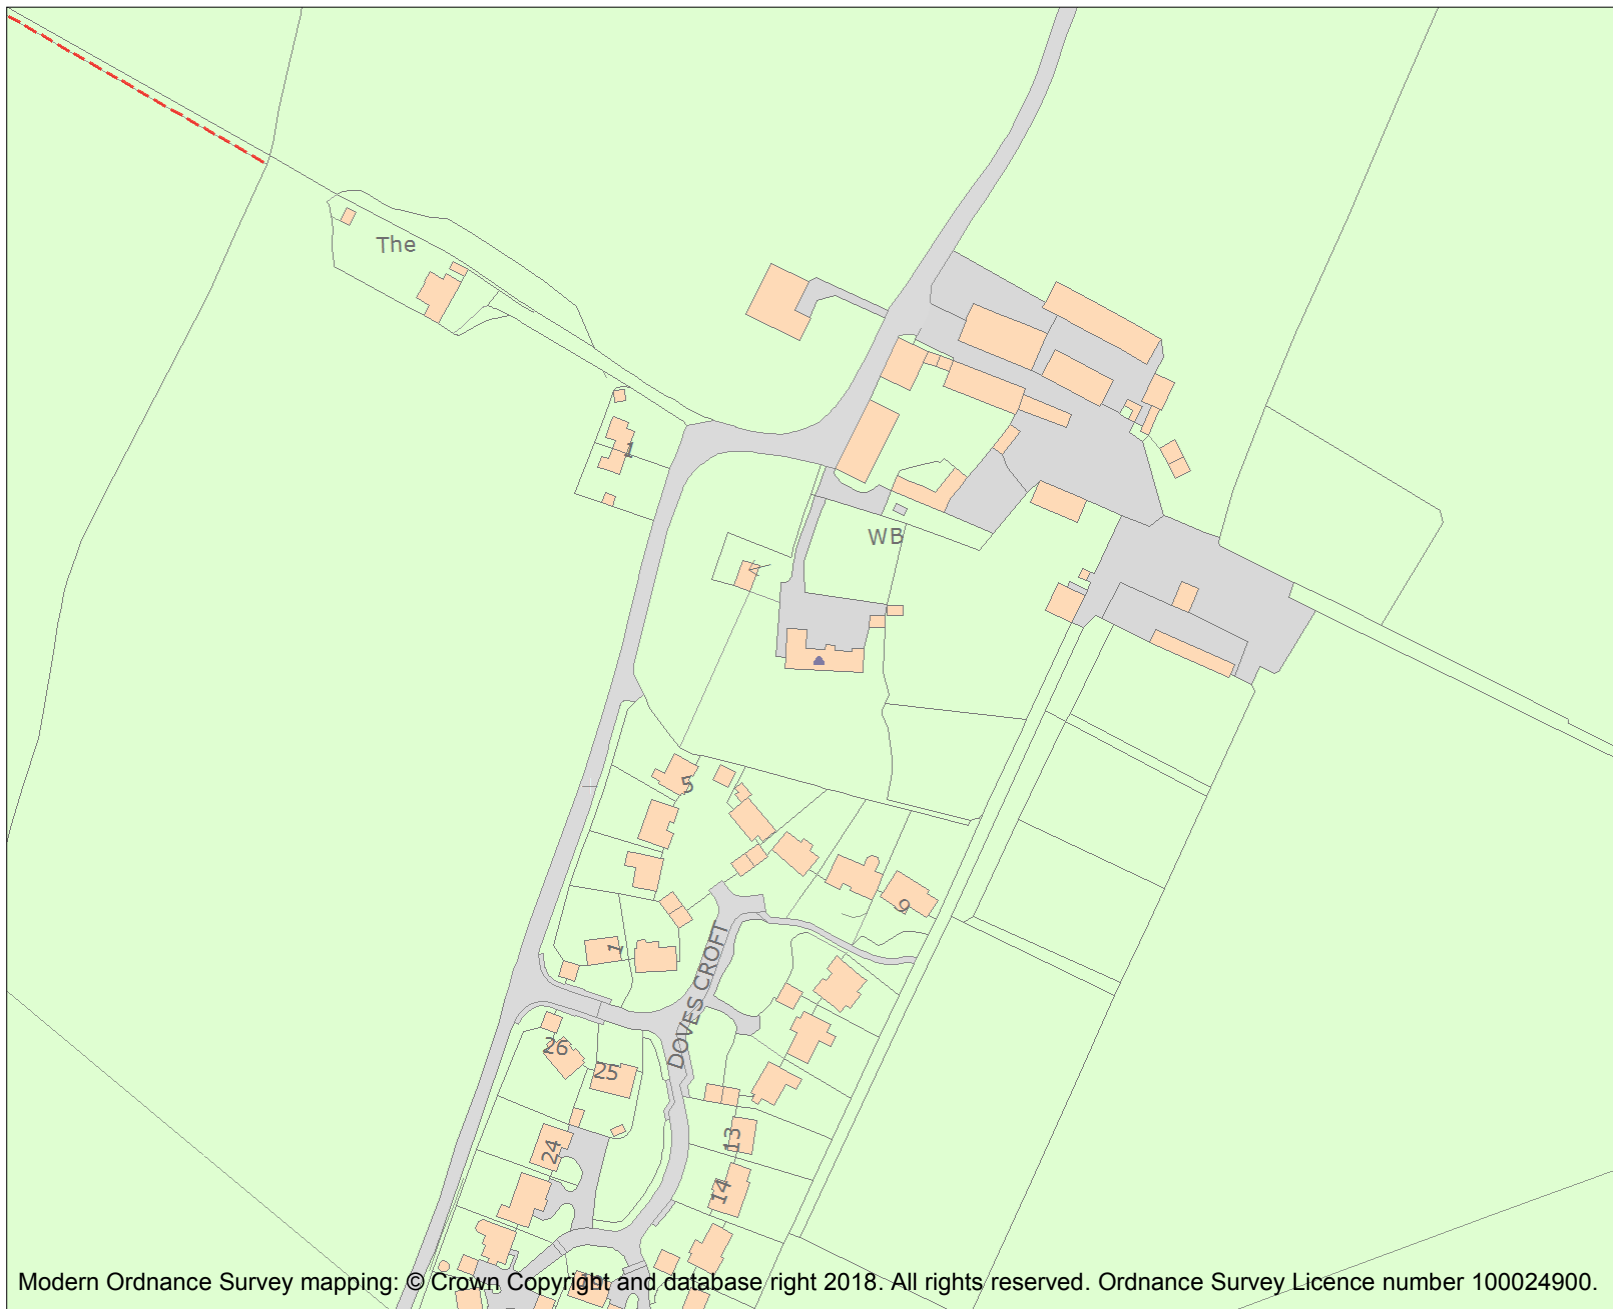 The
1
WB
5
9
1
DOVES CROFT
26
25
24
13
14
Modern Ordnance Survey mapping: © Crown Copyright and database right 2018. All rights reserved. Ordnance Survey Licence number 100024900.